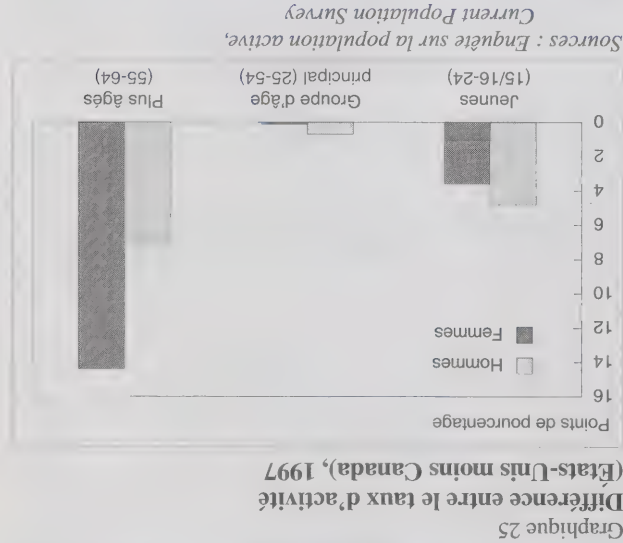 Graphique 25
Différence entre le taux d'activité
(États-Unis moins Canada), 1997
Points de pourcentage
16
14
12
10
8
6
4
2
0
Hommes
Femmes
Jeunes
(15/16-24)
Groupe d'âge
principal (25-54)
Plus âgés
(55-64)
Sources : Enquête sur la population active,
Current Population Survey